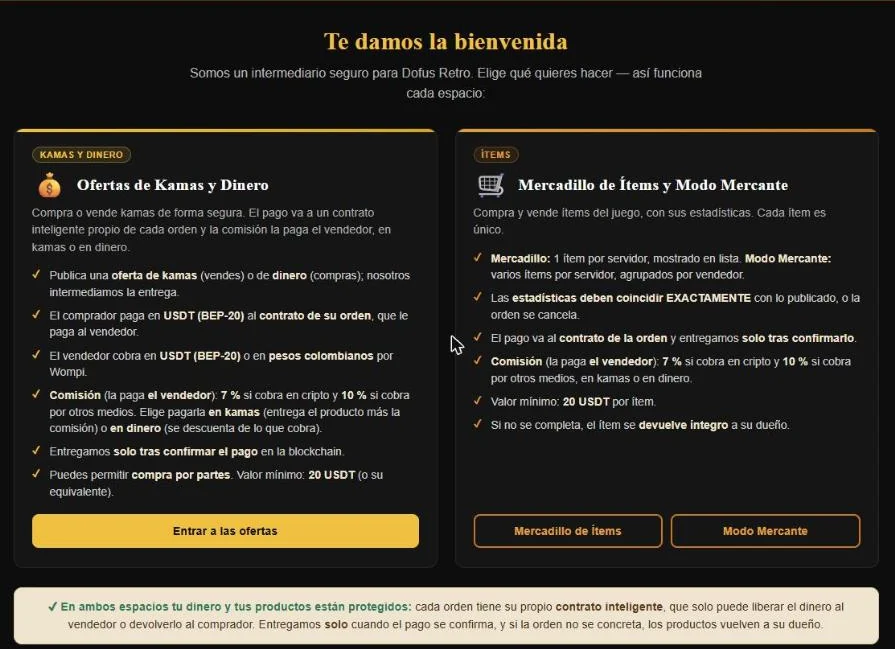 Te damos la bienvenida
Somos un intermediario seguro para Dofus Retro. Elige qué quieres hacer — así funciona
cada espacio:
KAMAS Y DINERO
Ofertas de Kamas y Dinero
Compra o vende kamas de forma segura. El pago va a un contrato
inteligente propio de cada orden y la comisión la paga el vendedor, en
kamas o en dinero.
✓ Publica una oferta de kamas (vendes) o de dinero (compras); nosotros
intermediamos la entrega.
✓ El comprador paga en USDT (BEP-20) al contrato de su orden, que le
paga al vendedor.
✓ El vendedor cobra en USDT (BEP-20) o en pesos colombianos por
Wompi.
✓ Comisión (la paga el vendedor): 7 % si cobra en cripto y 10 % si cobra
por otros medios. Elige pagarla en kamas (entrega el producto más la
comisión) o en dinero (se descuenta de lo que cobra).
✓ Entregamos solo tras confirmar el pago en la blockchain.
✓ Puedes permitir compra por partes. Valor mínimo: 20 USDT (o su
equivalente).
Entrar a las ofertas
ÍTEMS
Mercadillo de Ítems y Modo Mercante
Compra y vende ítems del juego, con sus estadísticas. Cada ítem es
único.
✓ Mercadillo: 1 ítem por servidor, mostrado en lista. Modo Mercante:
varios ítems por servidor, agrupados por vendedor.
✓ Las estadísticas deben coincidir EXACTAMENTE con lo publicado, o la
orden se cancela.
✓ El pago va al contrato de la orden y entregamos solo tras confirmarlo.
✓ Comisión (la paga el vendedor): 7 % si cobra en cripto y 10 % si cobra
por otros medios, en kamas o en dinero.
✓ Valor mínimo: 20 USDT por ítem.
✓ Si no se completa, el ítem se devuelve íntegro a su dueño.
Mercadillo de Ítems
Modo Mercante
✓ En ambos espacios tu dinero y tus productos están protegidos: cada orden tiene su propio contrato inteligente, que solo puede liberar el dinero al
vendedor o devolverlo al comprador. Entregamos solo cuando el pago se confirma, y si la orden no se concreta, los productos vuelven a su dueño.